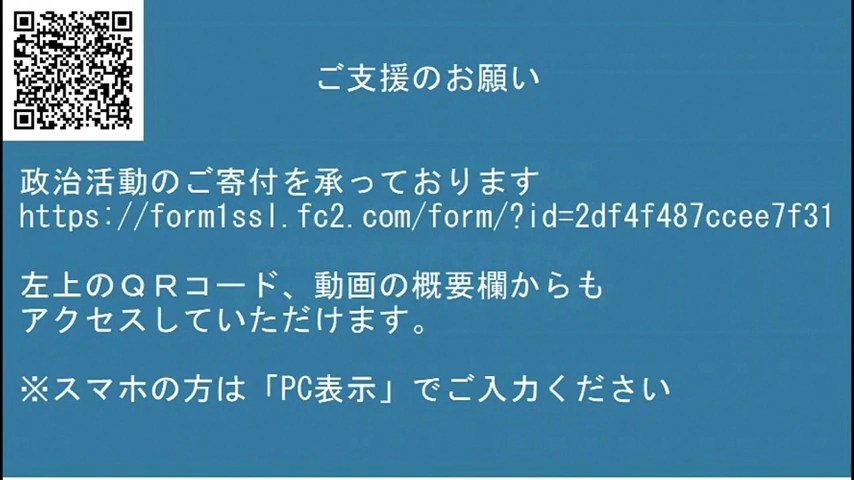 ご支援のお願い
政治活動のご寄付を承っております
https://form1ssl.fc2.com/form/?id=2df4f487ccee7f31
左上のＱＲコード、動画の概要欄からも
アクセスしていただけます。
※スマホの方は「PC表示」でご入力ください